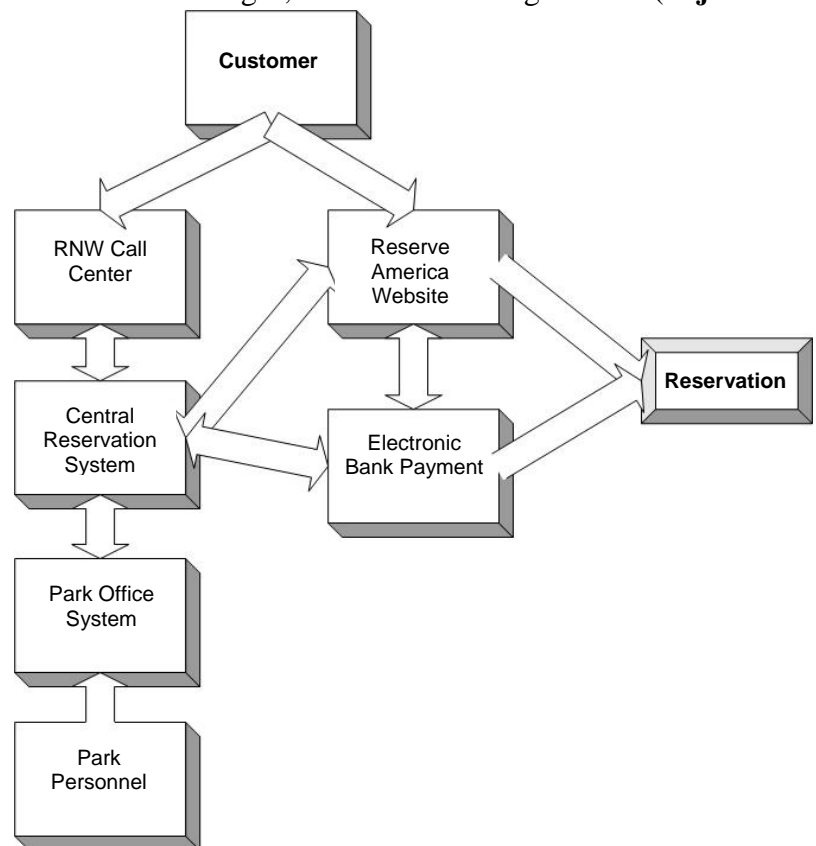 Customer
RNW Call
Center
Reserve
America
Website
Reservation
Central
Reservation
System
Electronic
Bank Payment
Park Office
System
Park
Personnel